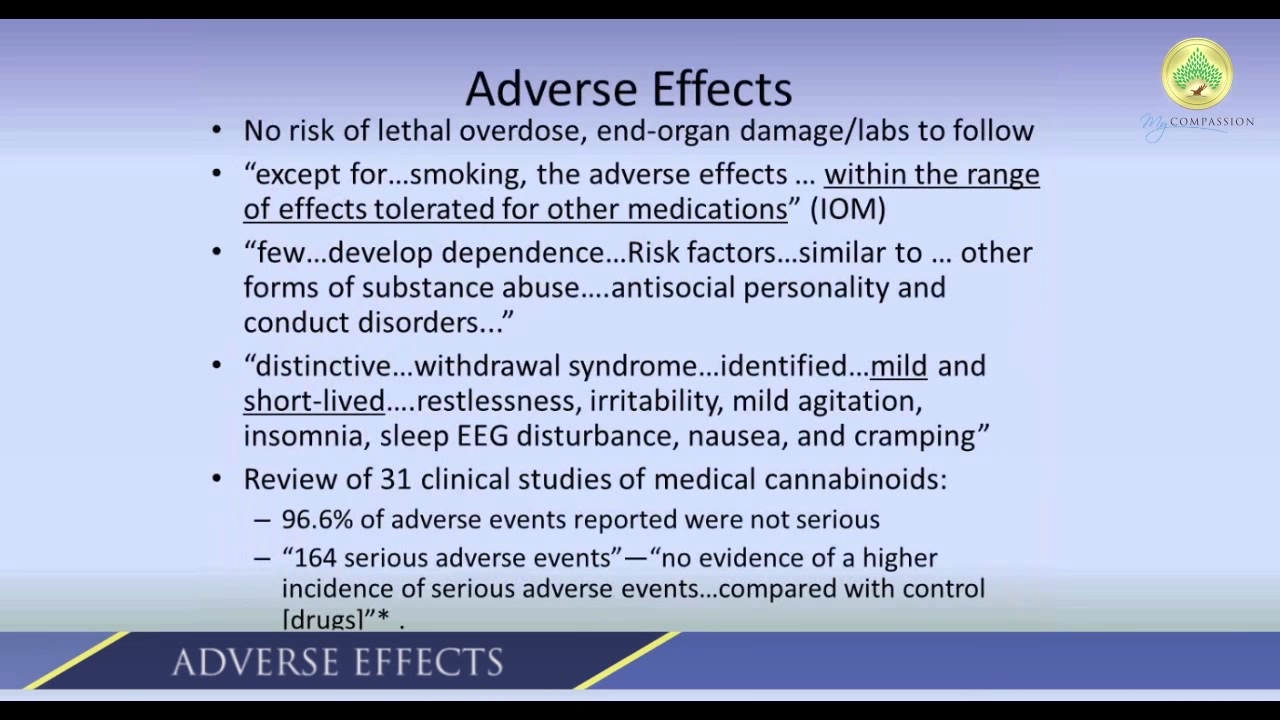 Adverse Effects
My COMPASSION
• No risk of lethal overdose, end-organ damage/labs to follow
• “except for…smoking, the adverse effects … within the range
of effects tolerated for other medications” (IOM)
• “few…develop dependence…Risk factors…similar to … other
forms of substance abuse….antisocial personality and
conduct disorders...”
• “distinctive…withdrawal syndrome…identified…mild and
short-lived….restlessness, irritability, mild agitation,
insomnia, sleep EEG disturbance, nausea, and cramping”
• Review of 31 clinical studies of medical cannabinoids:
– 96.6% of adverse events reported were not serious
– “164 serious adverse events”—“no evidence of a higher
incidence of serious adverse events…compared with control
[drugs]”* .
ADVERSE EFFECTS